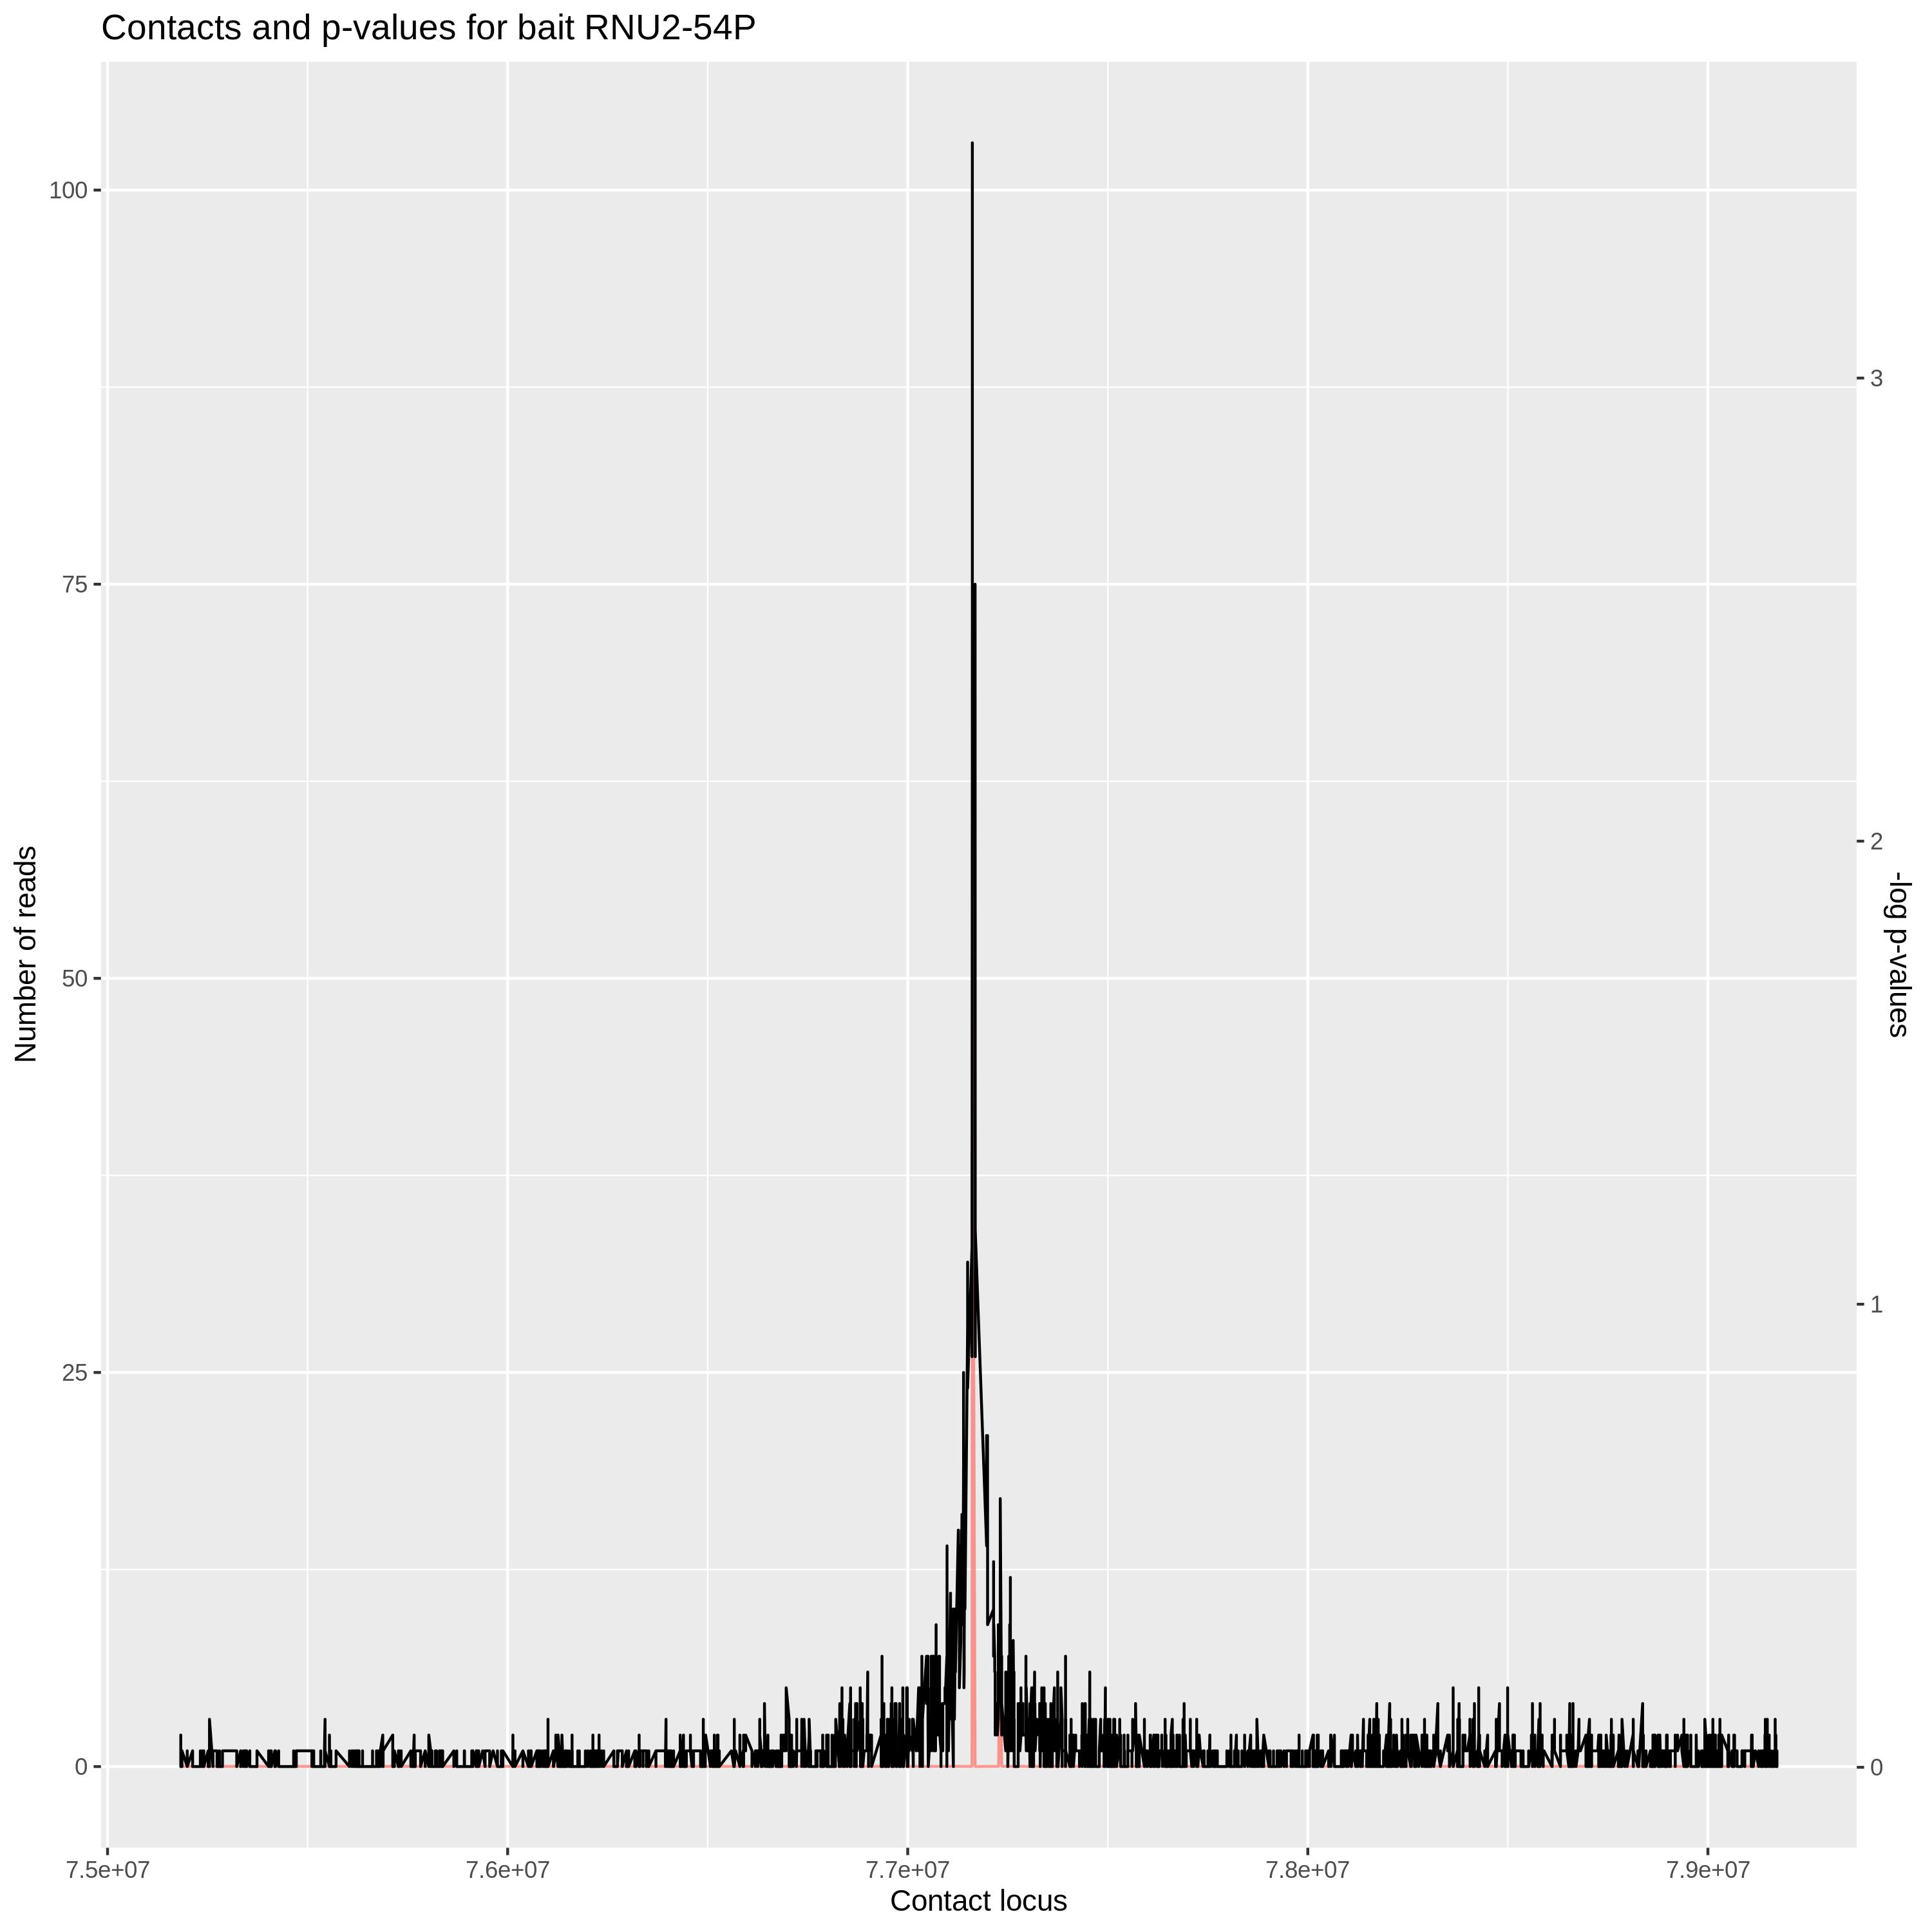 Contacts and p-values for bait RNU2-54P
100
75
50
25
0
Number of reads
3
2
1
0
-log p-values
7.5e+07
7.6e+07
7.7e+07
7.8e+07
7.9e+07
Contact locus